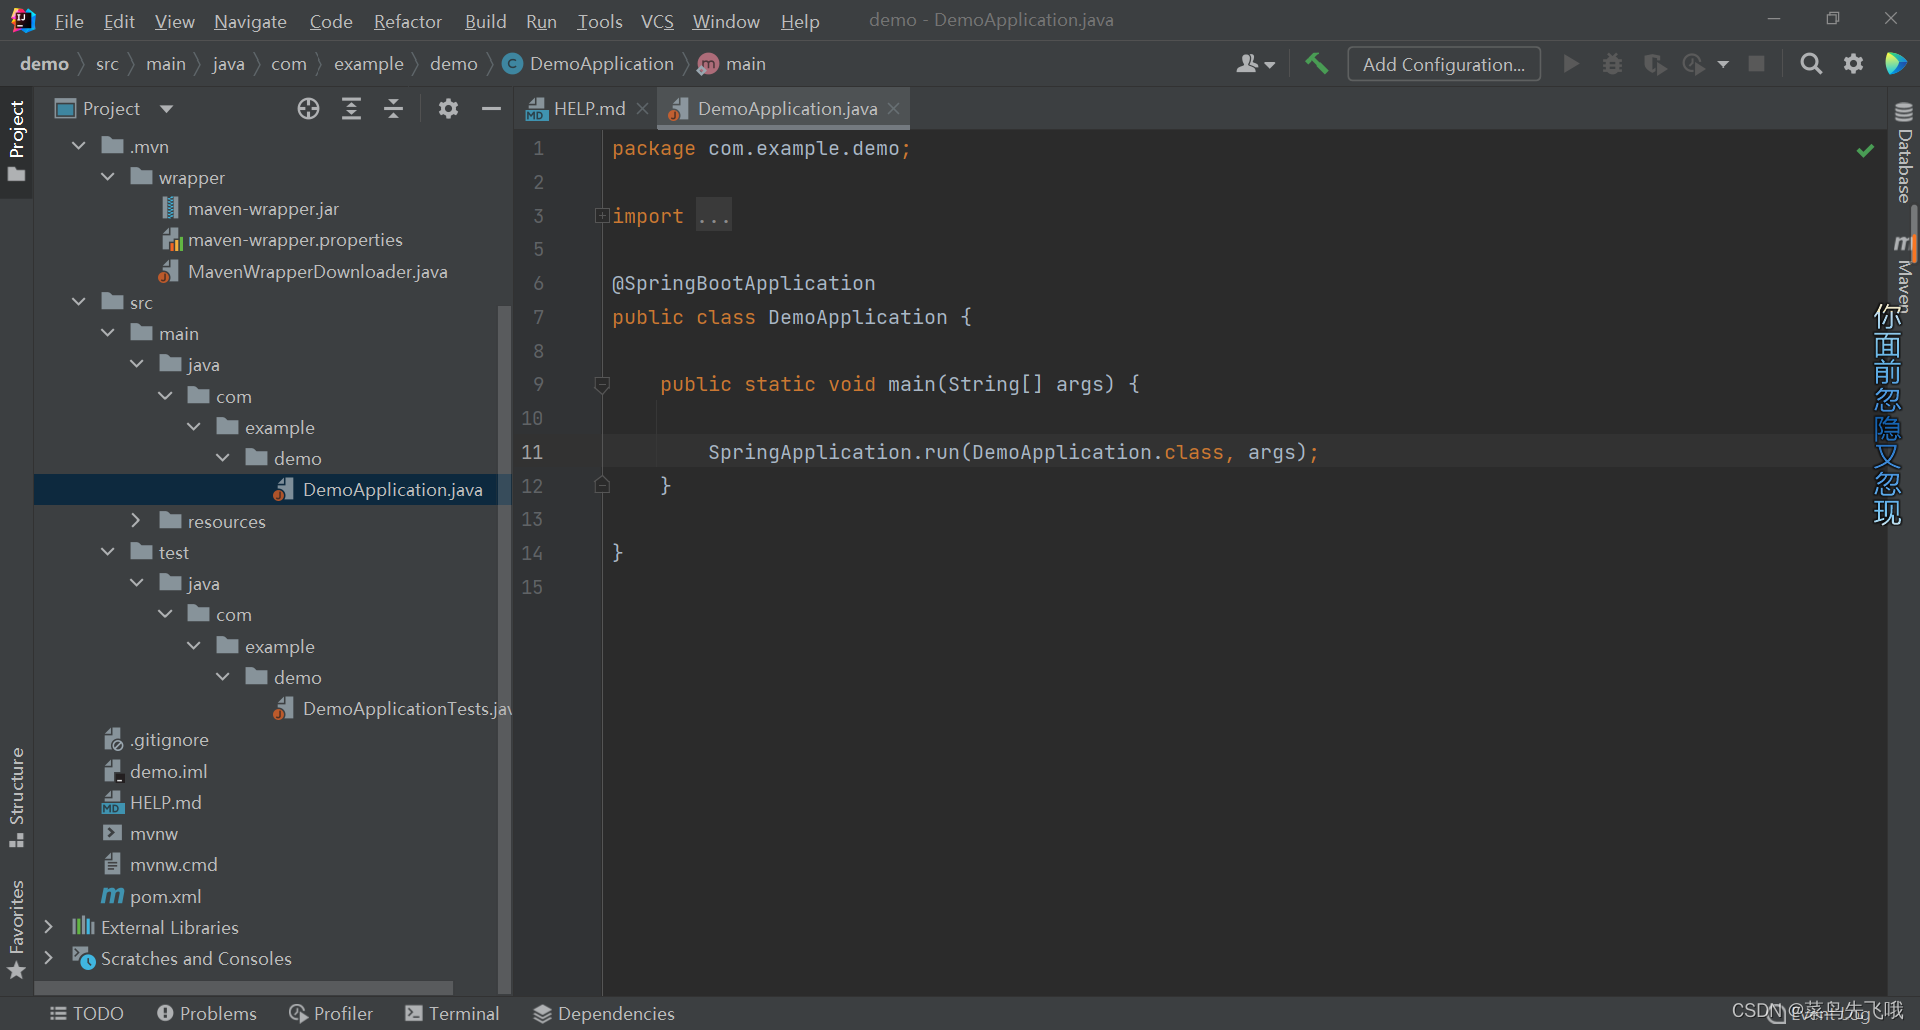 File Edit View Navigate Code Refactor Build Run Tools VCS Window Help demo - DemoApplication.java
demo src main java com example demo DemoApplication main Add Configuration...
Project
HELP.md DemoApplication.java
Project
.mvn
wrapper
maven-wrapper.jar
maven-wrapper.properties
MavenWrapperDownloader.java
src
main
java
com
example
demo
DemoApplication.java
resources
test
java
com
example
demo
DemoApplicationTests.jav
.gitignore
demo.iml
HELP.md
mvnw
mvnw.cmd
pom.xml
External Libraries
Scratches and Consoles
Structure
Favorites
1 package com.example.demo;
2
3 import ...
5
6 @SpringBootApplication
7 public class DemoApplication {
8
9 public static void main(String[] args) {
10
11 SpringApplication.run(DemoApplication.class, args);
12 }
13
14 }
15
Database
Maven
你面前忽隐又忽现
TODO Problems Profiler Terminal Dependencies
CSDN @菜鸟先飞哦